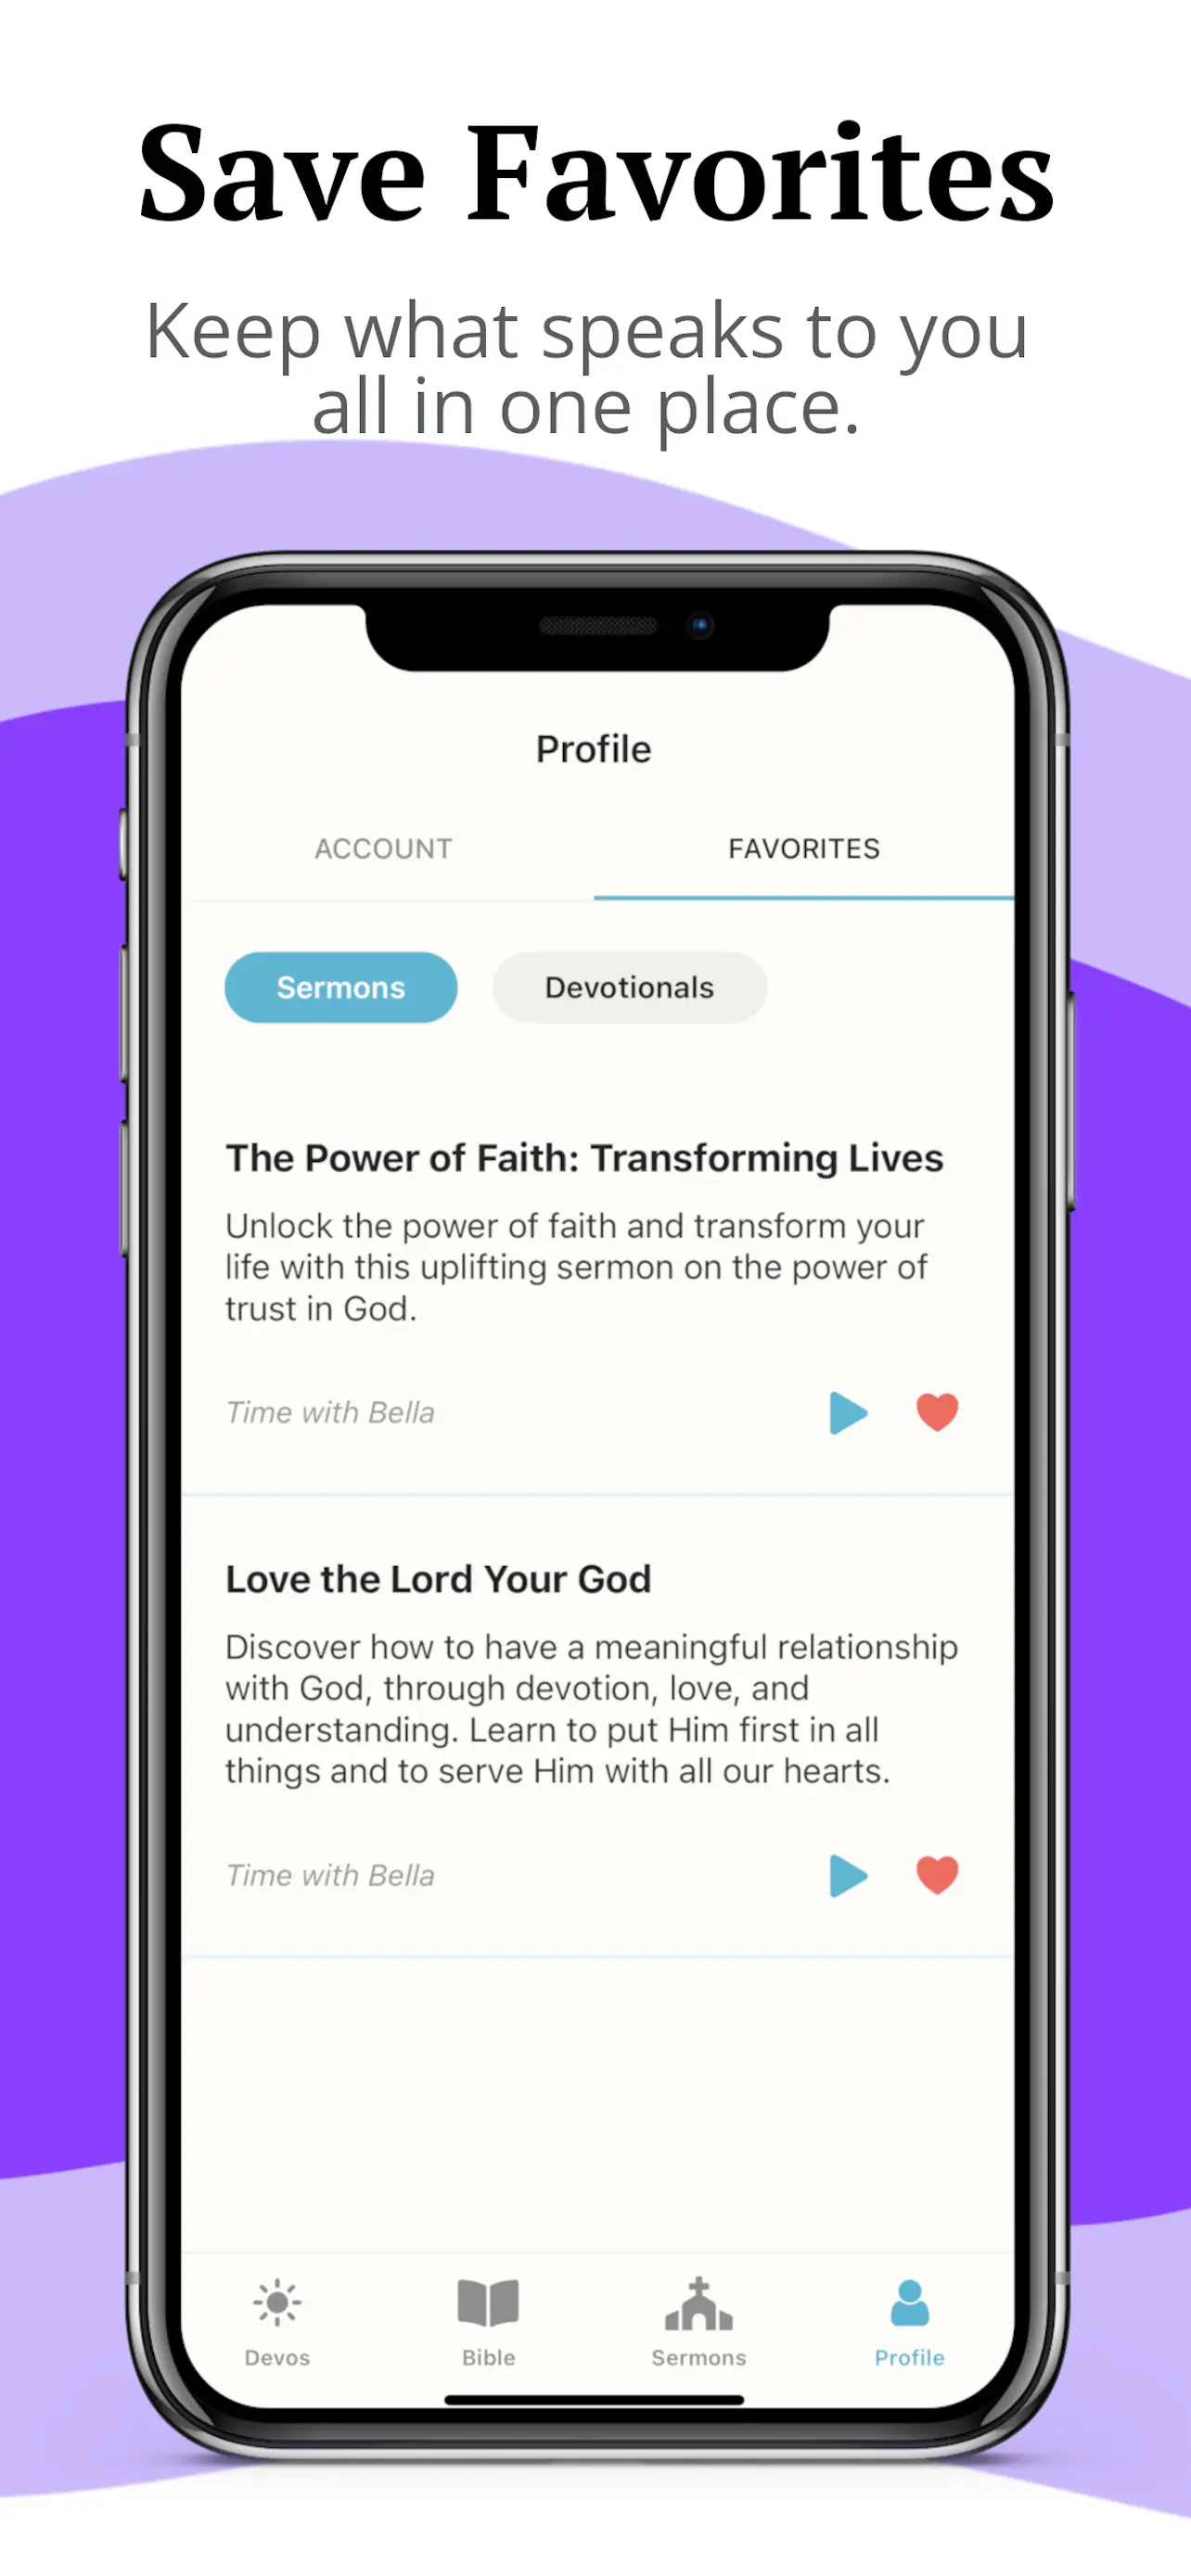 Save Favorites
Keep what speaks to you
all in one place.
Profile
ACCOUNT FAVORITES
Sermons Devotionals
The Power of Faith: Transforming Lives
Unlock the power of faith and transform your
life with this uplifting sermon on the power of
trust in God.
Time with Bella
Love the Lord Your God
Discover how to have a meaningful relationship
with God, through devotion, love, and
understanding. Learn to put Him first in all
things and to serve Him with all our hearts.
Time with Bella
Devos Bible Sermons Profile